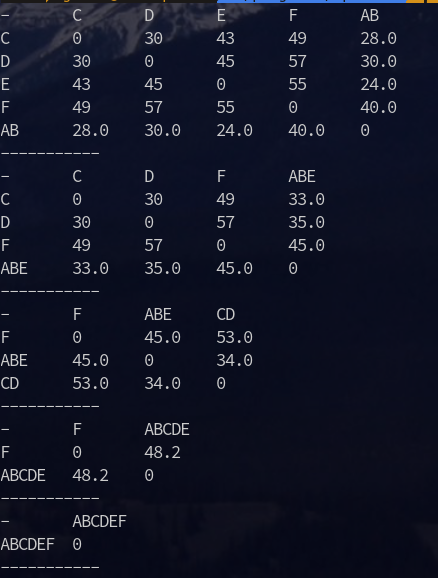 -      C      D      E      F      AB
C      0      30     43     49     28.0
D      30     0      45     57     30.0
E      43     45     0      55     24.0
F      49     57     55     0      40.0
AB     28.0   30.0   24.0   40.0   0
-----------
-      C      D      F      ABE
C      0      30     49     33.0
D      30     0      57     35.0
F      49     57     0      45.0
ABE    33.0   35.0   45.0   0
-----------
-      F      ABE    CD
F      0      45.0   53.0
ABE    45.0   0      34.0
CD     53.0   34.0   0
-----------
-      F      ABCDE
F      0      48.2
ABCDE  48.2   0
-----------
-      ABCDEF
ABCDEF 0
-----------